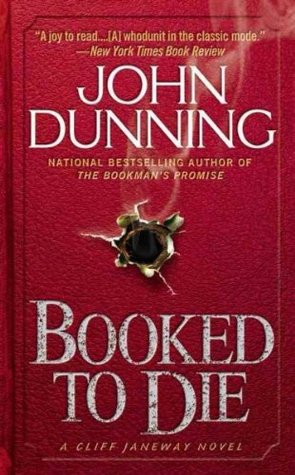 "A joy to read....[A] whodunit in the classic mode."
—New York Times Book Review
JOHN
DUNNING
NATIONAL BESTSELLING AUTHOR OF
THE BOOKMAN'S PROMISE
BOOKED
TO DIE
A CLIFF JANEWAY NOVEL